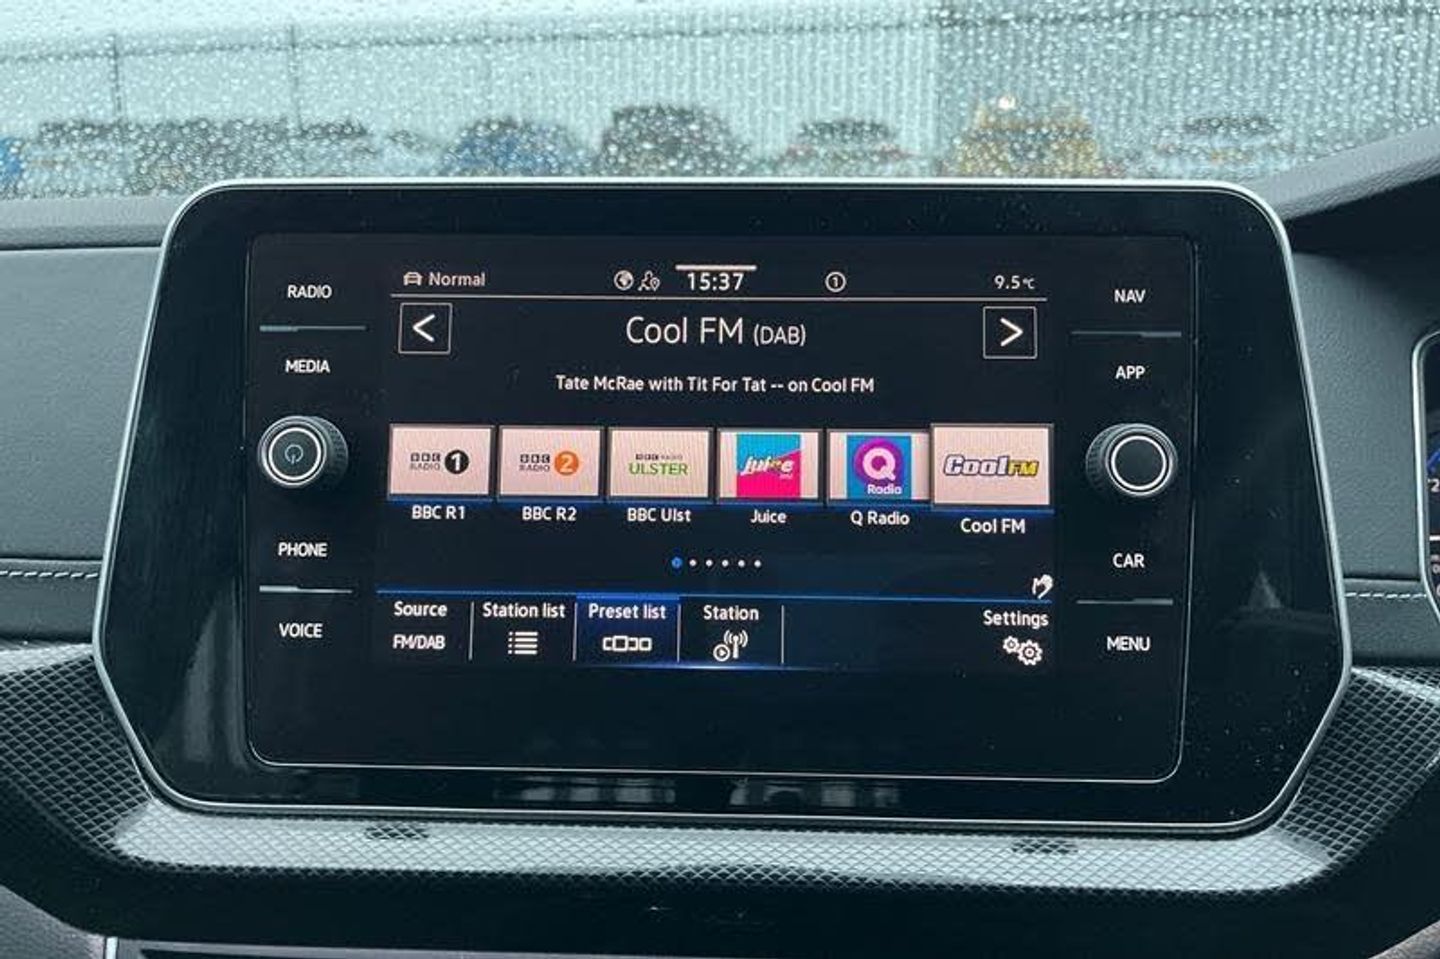 Normal
15:37
1
9.5°C
RADIO
MEDIA
PHONE
VOICE
NAV
APP
CAR
MENU
<
Cool FM (DAB)
>
Tate McRae with Tit For Tat -- on Cool FM
BBC RADIO 1
BBC RADIO 2
BBC RADIO ULSTER
juice
Q Radio
Cool FM
BBC R1
BBC R2
BBC Ulst
Juice
Q Radio
Cool FM
Source
FM/DAB
Station list
Preset list
Station
Settings